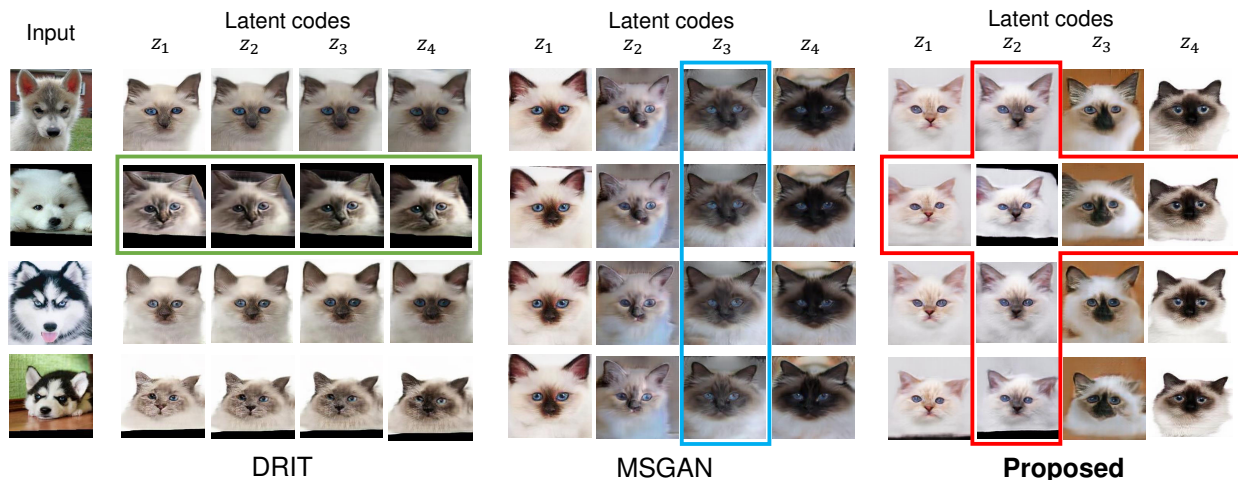 Input
Latent codes
z₁ z₂ z₃ z₄
Latent codes
z₁ z₂ z₃ z₄
Latent codes
z₁ z₂ z₃ z₄
DRIT
MSGAN
Proposed